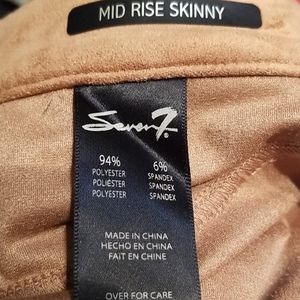 MID RISE SKINNY
Seven7®
94% 6%
POLYESTER SPANDEX
POLIÉSTER SPANDEX
POLYESTER SPANDEX
MADE IN CHINA
HECHO EN CHINA
FAIT EN CHINE
OVER FOR CARE